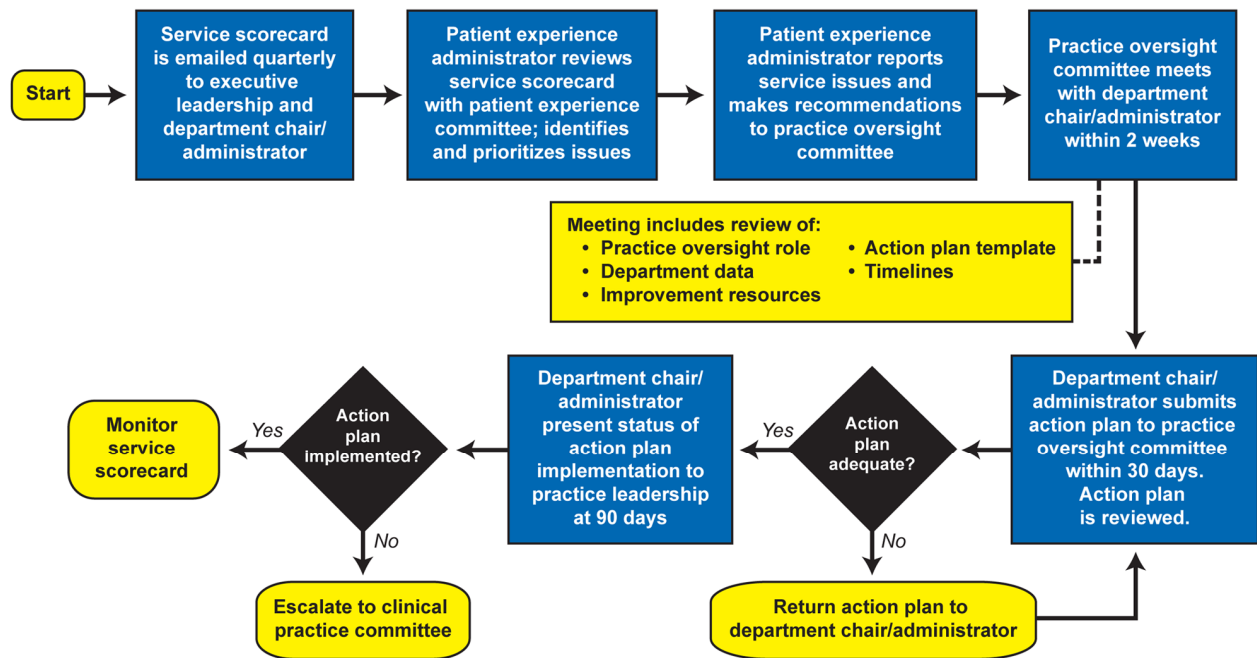 Start
Service scorecard
is emailed quarterly
to executive
leadership and
department chair/
administrator
Patient experience
administrator reviews
service scorecard
with patient experience
committee; identifies
and prioritizes issues
Patient experience
administrator reports
service issues and
makes recommendations
to practice oversight
committee
Practice oversight
committee meets
with department
chair/administrator
within 2 weeks
Meeting includes review of:
• Practice oversight role
• Department data
• Improvement resources
• Action plan template
• Timelines
Department chair/
administrator submits
action plan to practice
oversight committee
within 30 days.
Action plan
is reviewed.
Action
plan
adequate?
Yes
No
Return action plan to
department chair/administrator
Department chair/
administrator
present status of
action plan
implementation to
practice leadership
at 90 days
Action
plan
implemented?
Yes
No
Monitor
service
scorecard
Escalate to clinical
practice committee